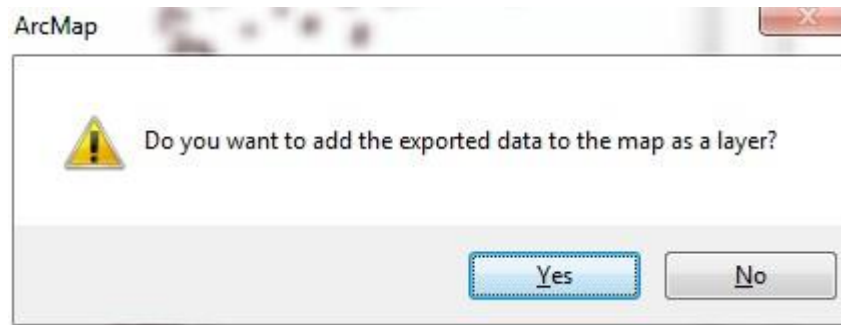 ArcMap
Do you want to add the exported data to the map as a layer?
Yes
No